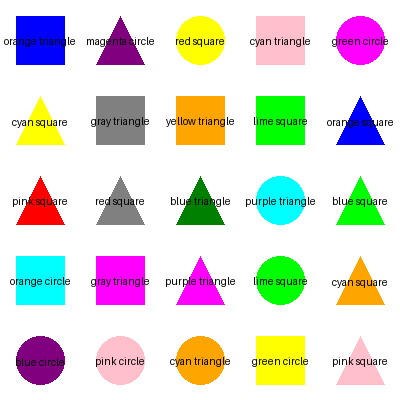 orange triangle
magenta circle
red square
cyan triangle
green circle
cyan square
gray triangle
yellow triangle
lime square
orange square
pink square
red square
blue triangle
purple triangle
blue square
orange circle
gray triangle
purple triangle
lime square
cyan square
blue circle
pink circle
cyan triangle
green circle
pink square